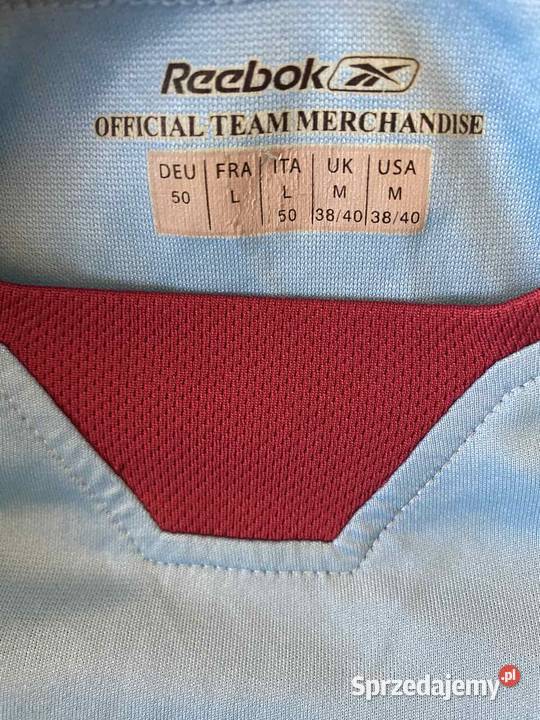 Reebok
OFFICIAL TEAM MERCHANDISE
DEU FRA ITA UK USA
50 L L M M
50 38/40 38/40
Sprzedajemy.pl